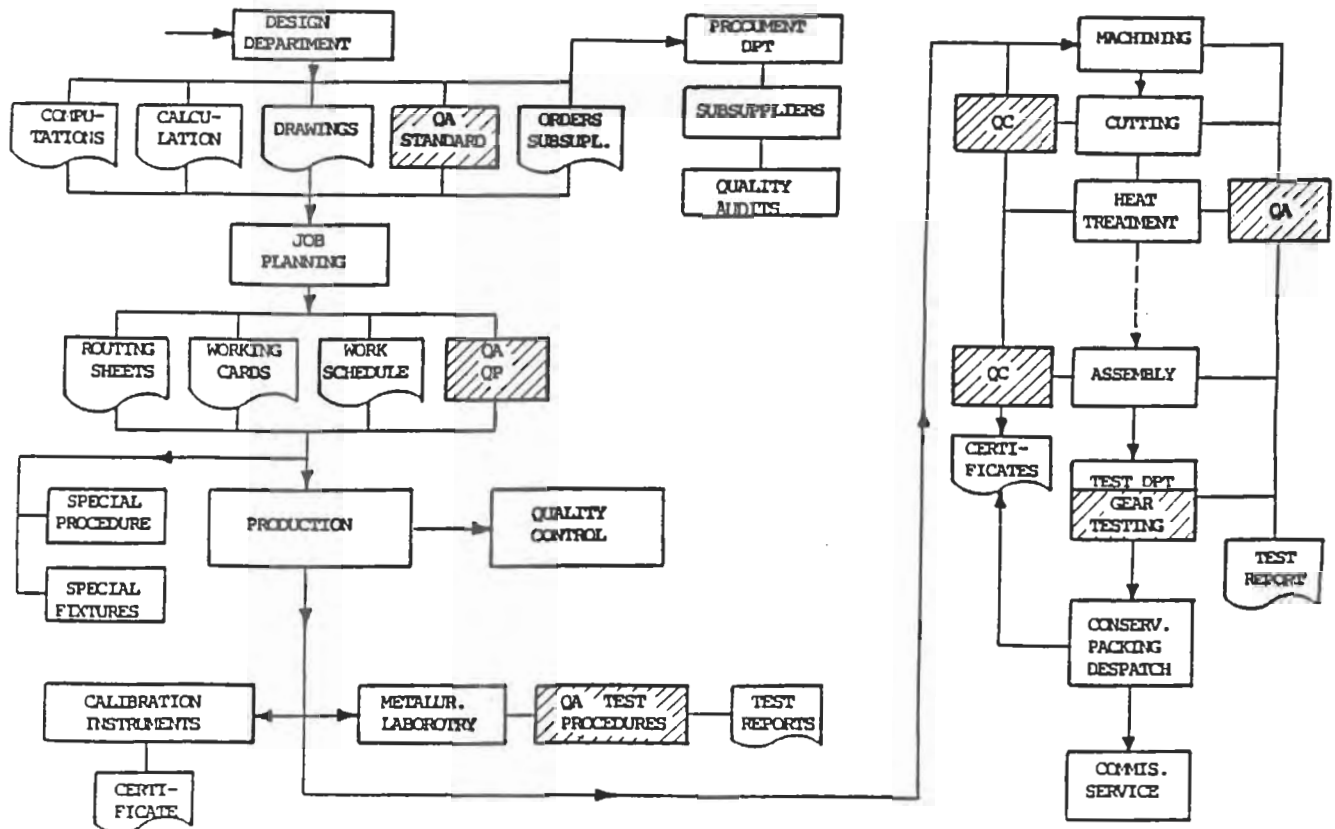 DESIGN
DEPARTMENT
PROCUMENT
DPT
MACHINING
COMPU-
TATIONS
CALCU-
LATION
DRAWINGS
QA
STANDARD
ORDERS
SUBSUPL.
SUBSUPPLIERS
QC
CUTTING
QUALITY
AUDITS
HEAT
TREATMENT
QA
JOB
PLANNING
ROUTING
SHEETS
WORKING
CARDS
WORK
SCHEDULE
QA
QP
QC
ASSEMBLY
CERTI-
FICATES
TEST DPT
GEAR
TESTING
SPECIAL
PROCEDURE
PRODUCTION
QUALITY
CONTROL
TEST
REPORT
SPECIAL
FIXTURES
CONSERV.
PACKING
DESPATCH
CALIBRATION
INSTRUMENTS
METALLUR.
LABOROTRY
QA TEST
PROCEDURES
TEST
REPORTS
CERTI-
FICATE
COMMIS.
SERVICE